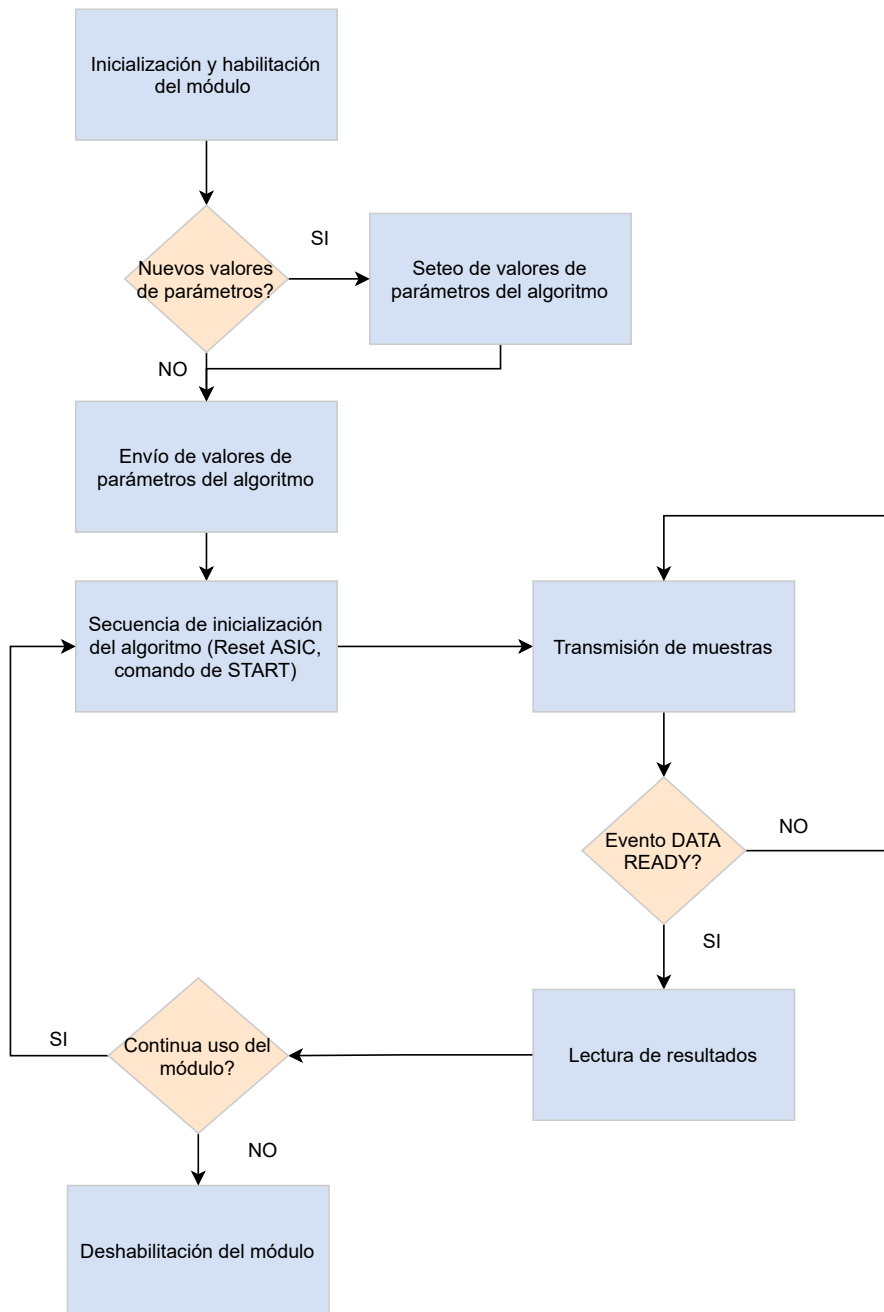 Inicialización y habilitación
del módulo
SI
Nuevos valores
de parámetros?
Seteo de valores de
parámetros del algoritmo
NO
Envío de valores de
parámetros del algoritmo
Secuencia de inicialización
del algoritmo (Reset ASIC,
comando de START)
Transmisión de muestras
Evento DATA
READY?
NO
SI
Lectura de resultados
Continua uso del
módulo?
SI
NO
Deshabilitación del módulo